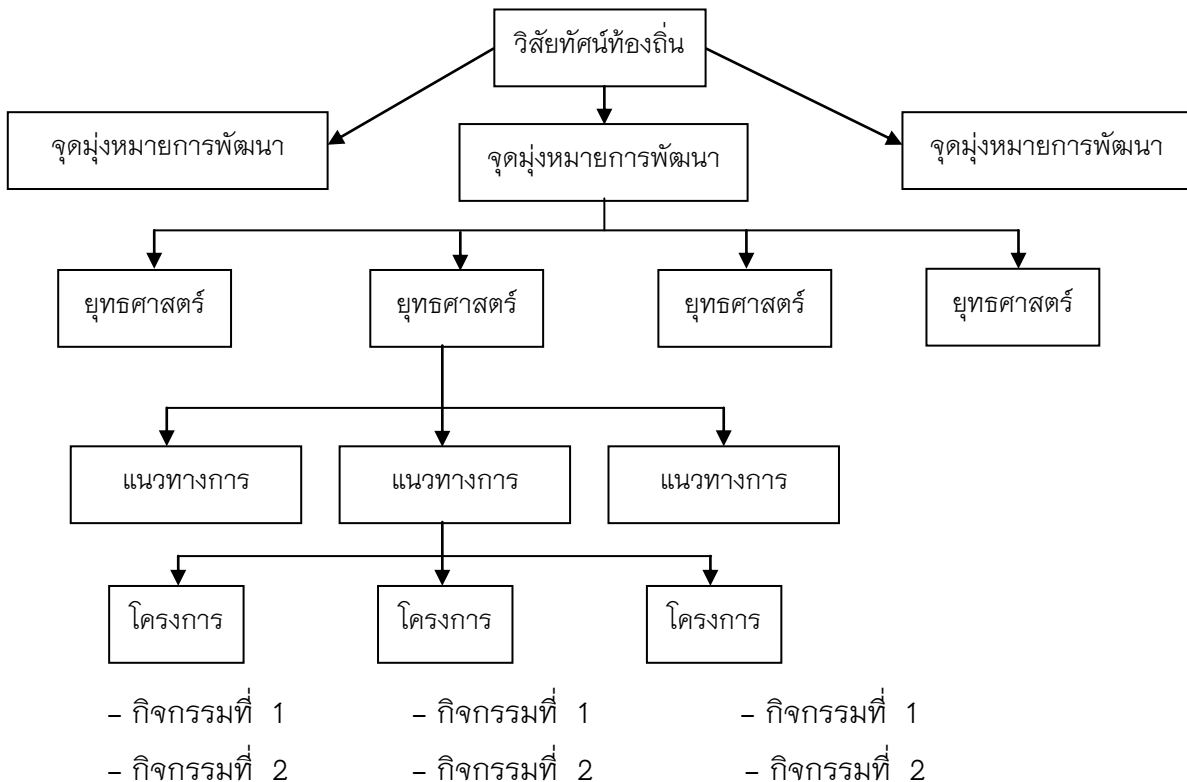 วิสัยทัศน์ท้องถิ่น
จุดมุ่งหมายการพัฒนา
จุดมุ่งหมายการพัฒนา
จุดมุ่งหมายการพัฒนา
ยุทธศาสตร์
ยุทธศาสตร์
ยุทธศาสตร์
ยุทธศาสตร์
แนวทางการ
แนวทางการ
แนวทางการ
โครงการ
โครงการ
โครงการ
- กิจกรรมที่ 1
- กิจกรรมที่ 1
- กิจกรรมที่ 1
- กิจกรรมที่ 2
- กิจกรรมที่ 2
- กิจกรรมที่ 2